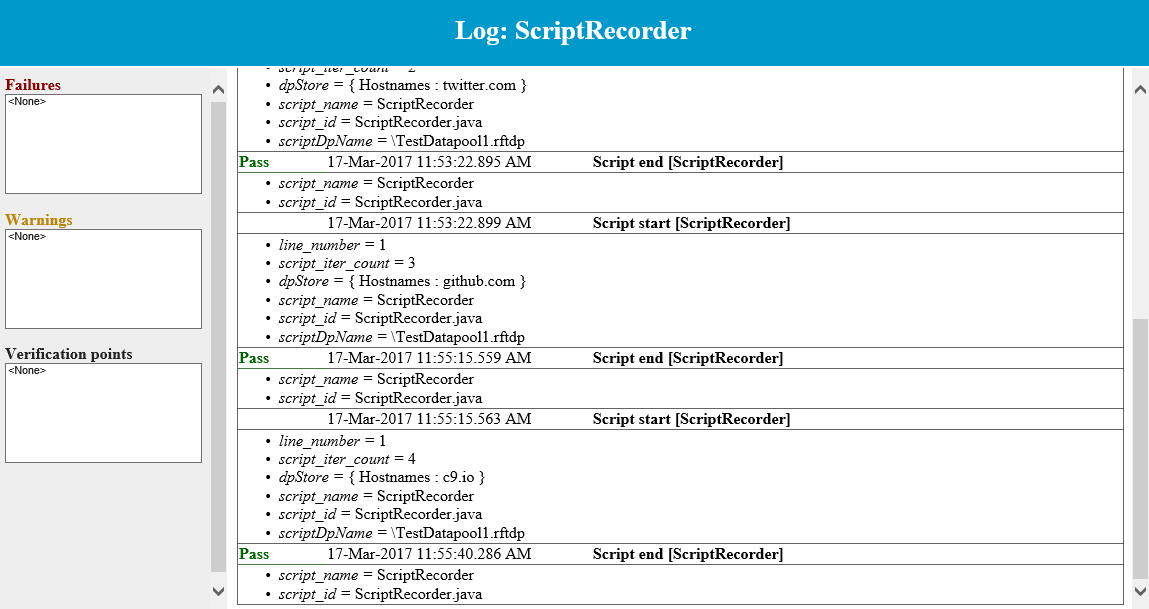 Log: ScriptRecorder
Failures
<None>
Warnings
<None>
Verification points
<None>
• script_iter_count = 2
• dpStore = { Hostnames : twitter.com }
• script_name = ScriptRecorder
• script_id = ScriptRecorder.java
• scriptDpName = \TestDatapool1.rftdp
Pass 17-Mar-2017 11:53:22.895 AM Script end [ScriptRecorder]
• script_name = ScriptRecorder
• script_id = ScriptRecorder.java
17-Mar-2017 11:53:22.899 AM Script start [ScriptRecorder]
• line_number = 1
• script_iter_count = 3
• dpStore = { Hostnames : github.com }
• script_name = ScriptRecorder
• script_id = ScriptRecorder.java
• scriptDpName = \TestDatapool1.rftdp
Pass 17-Mar-2017 11:55:15.559 AM Script end [ScriptRecorder]
• script_name = ScriptRecorder
• script_id = ScriptRecorder.java
17-Mar-2017 11:55:15.563 AM Script start [ScriptRecorder]
• line_number = 1
• script_iter_count = 4
• dpStore = { Hostnames : c9.io }
• script_name = ScriptRecorder
• script_id = ScriptRecorder.java
• scriptDpName = \TestDatapool1.rftdp
Pass 17-Mar-2017 11:55:40.286 AM Script end [ScriptRecorder]
• script_name = ScriptRecorder
• script_id = ScriptRecorder.java